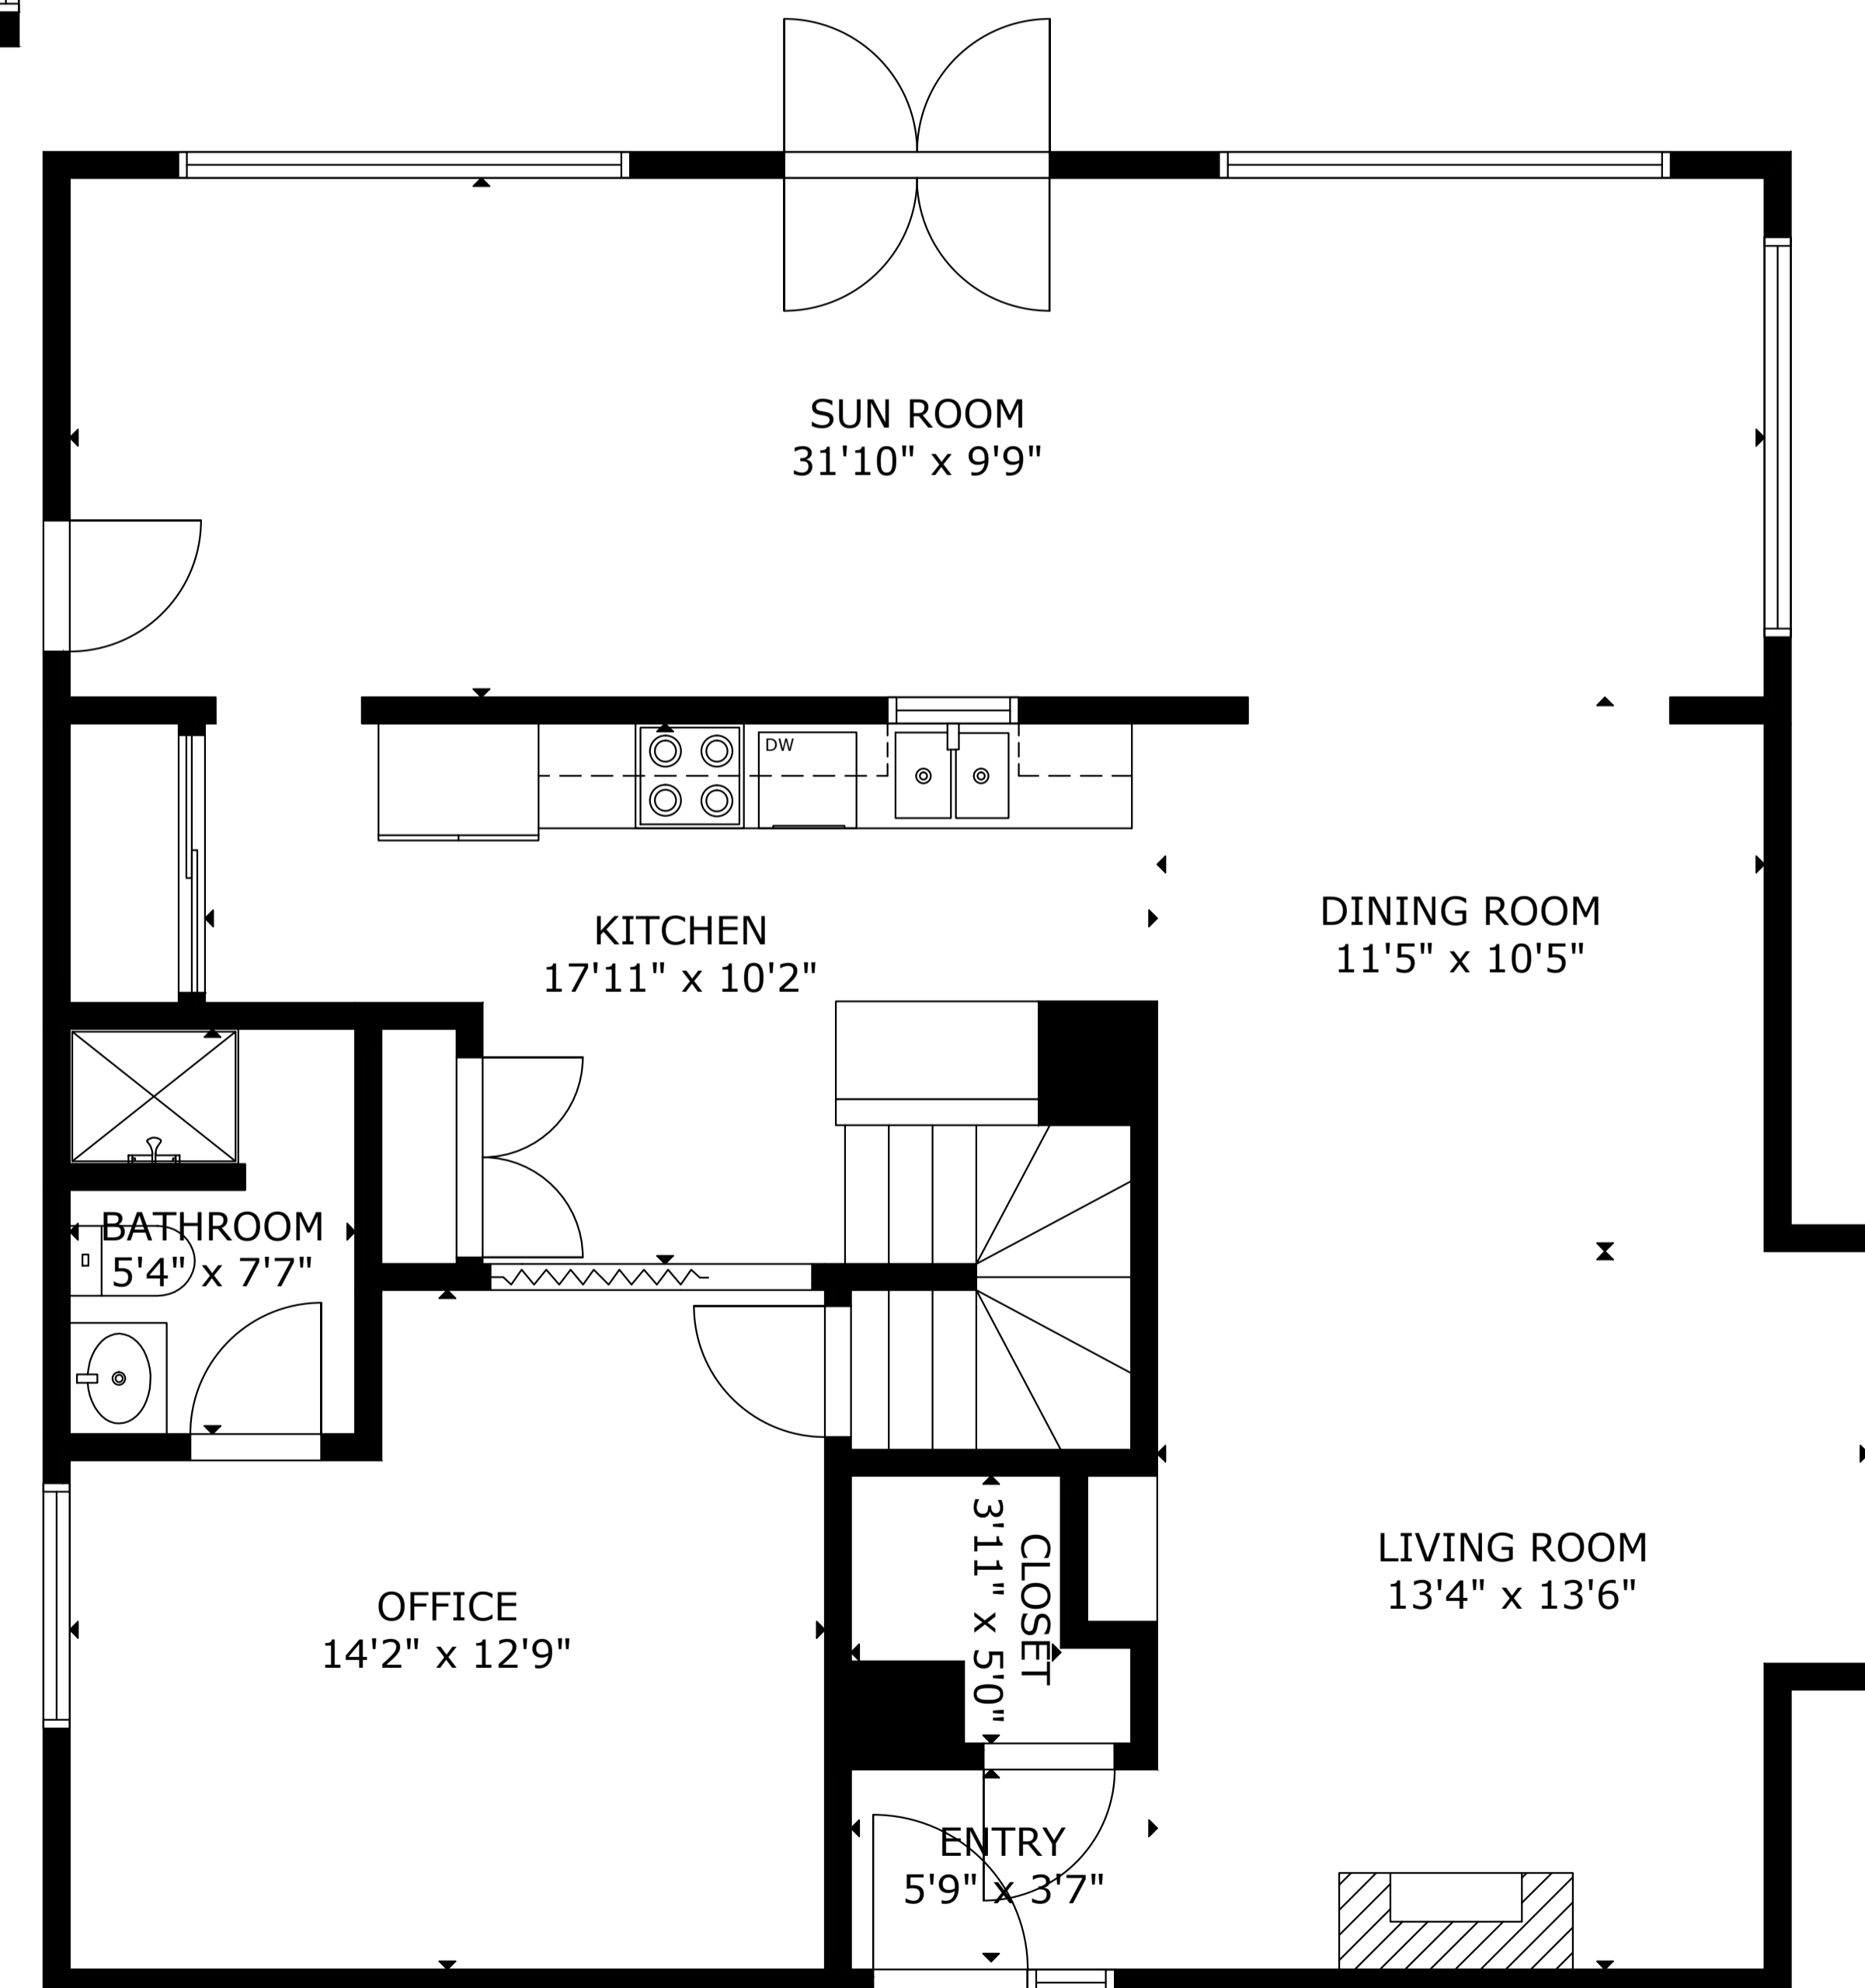 SUN ROOM
31'10" x 9'9"
DW
KITCHEN
17'11" x 10'2"
DINING ROOM
11'5" x 10'5"
BATHROOM
5'4" x 7'7"
CLOSET
3'11" x 5'0"
LIVING ROOM
13'4" x 13'6"
OFFICE
14'2" x 12'9"
ENTRY
5'9" x 3'7"